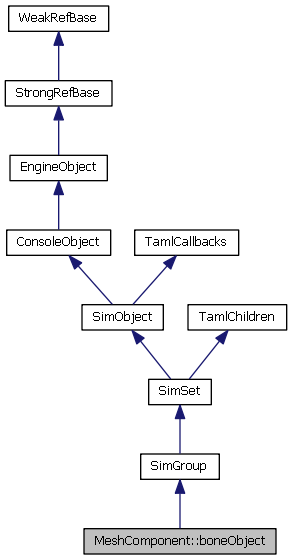 WeakRefBase
StrongRefBase
EngineObject
ConsoleObject
TamlCallbacks
SimObject
TamlChildren
SimSet
SimGroup
MeshComponent::boneObject